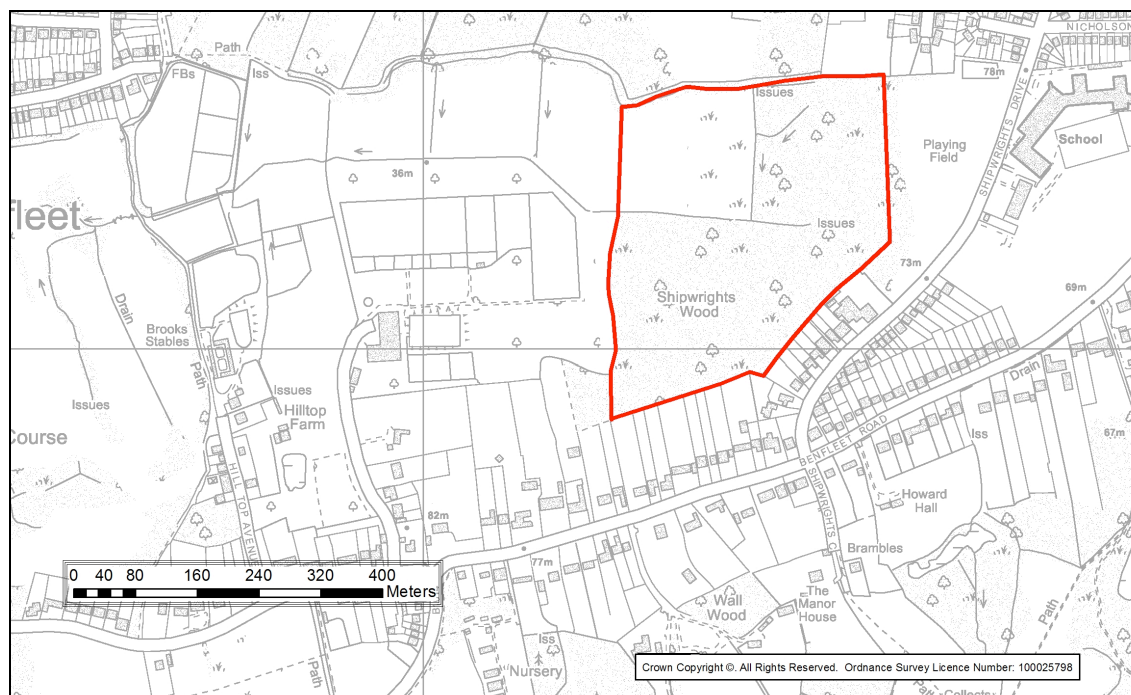 NICHOLSON
Path
FBs
Iss
78m
Issues
SHIPWRIGHTS DRIVE
School
Playing
Field
36m
fleet
Issues
73m
69m
Shipwrights
Wood
Drain
Brooks
Stables
Path
Issues
Issues
Hilltop
Farm
Drain
Course
BENFLEET ROAD
Iss
67m
HILL TOP AVENUE
SHIPWRIGHTS C
Howard
Hall
82m
77m
Brambles
0 40 80 160 240 320 400 Meters
Wall
Wood
The
Manor
House
Path
Iss
Nursery
Path
Crown Copyright ©. All Rights Reserved. Ordnance Survey Licence Number: 100025798
Path